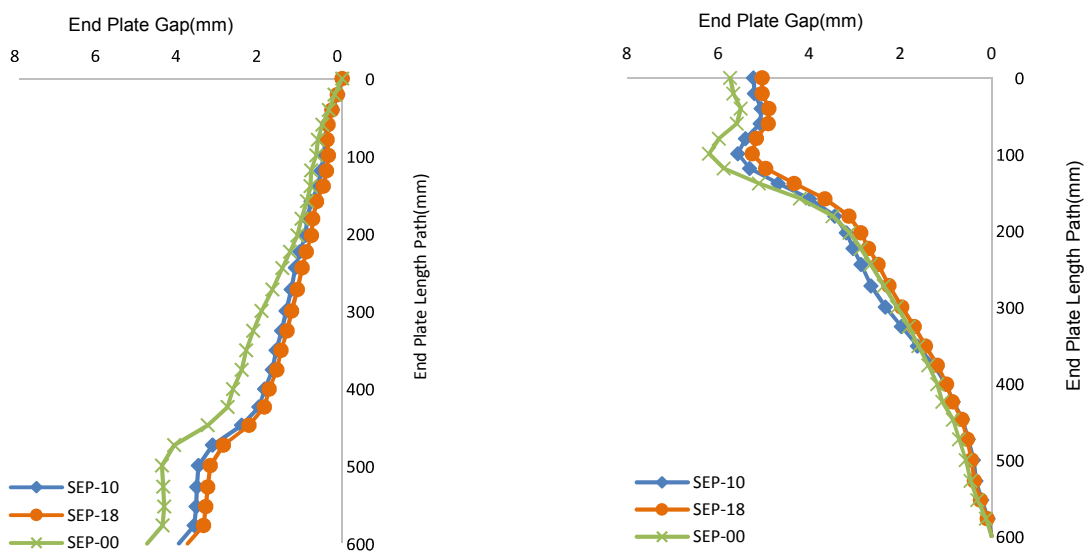 End Plate Gap(mm)
8 6 4 2 0
0
100
200
300
400
500
600
End Plate Length Path(mm)
SEP-10
SEP-18
SEP-00
End Plate Gap(mm)
8 6 4 2 0
0
100
200
300
400
500
600
End Plate Length Path(mm)
SEP-10
SEP-18
SEP-00